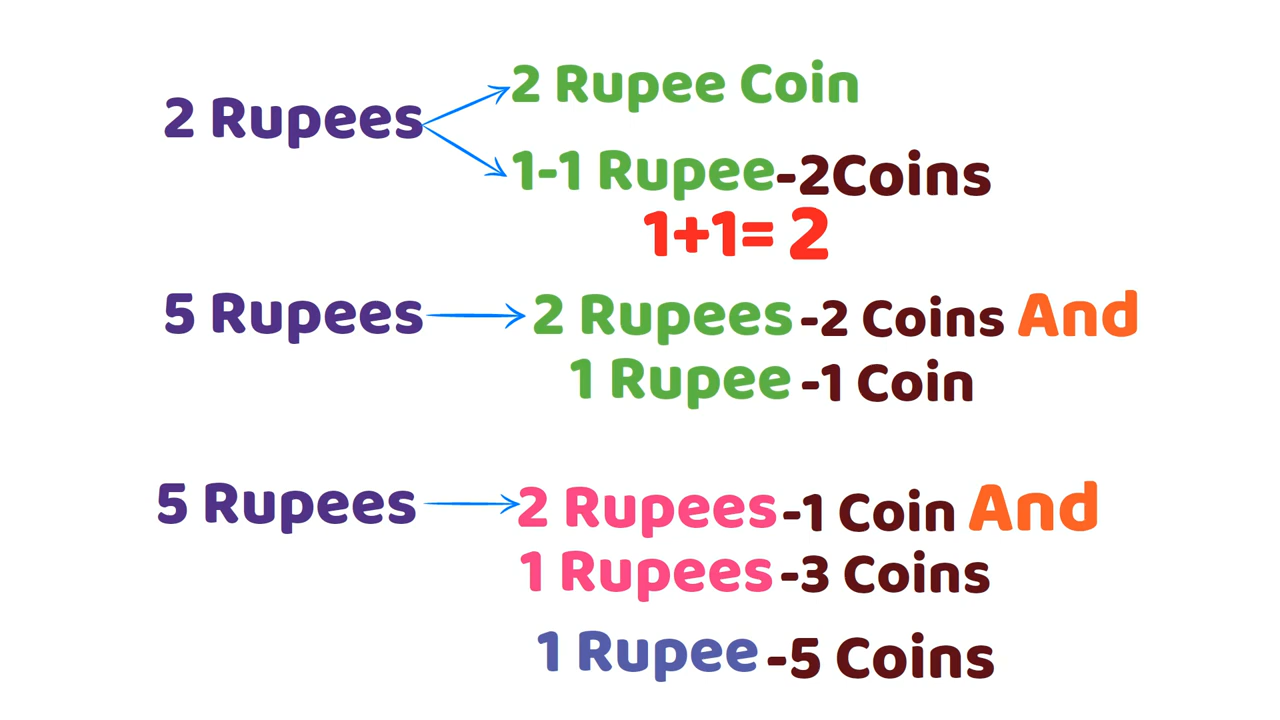 2 Rupees
2 Rupee Coin
1-1 Rupee-2Coins
1+1= 2
5 Rupees 2 Rupees -2 Coins And
1 Rupee -1 Coin
5 Rupees 2 Rupees -1 Coin And
1 Rupees -3 Coins
1 Rupee -5 Coins